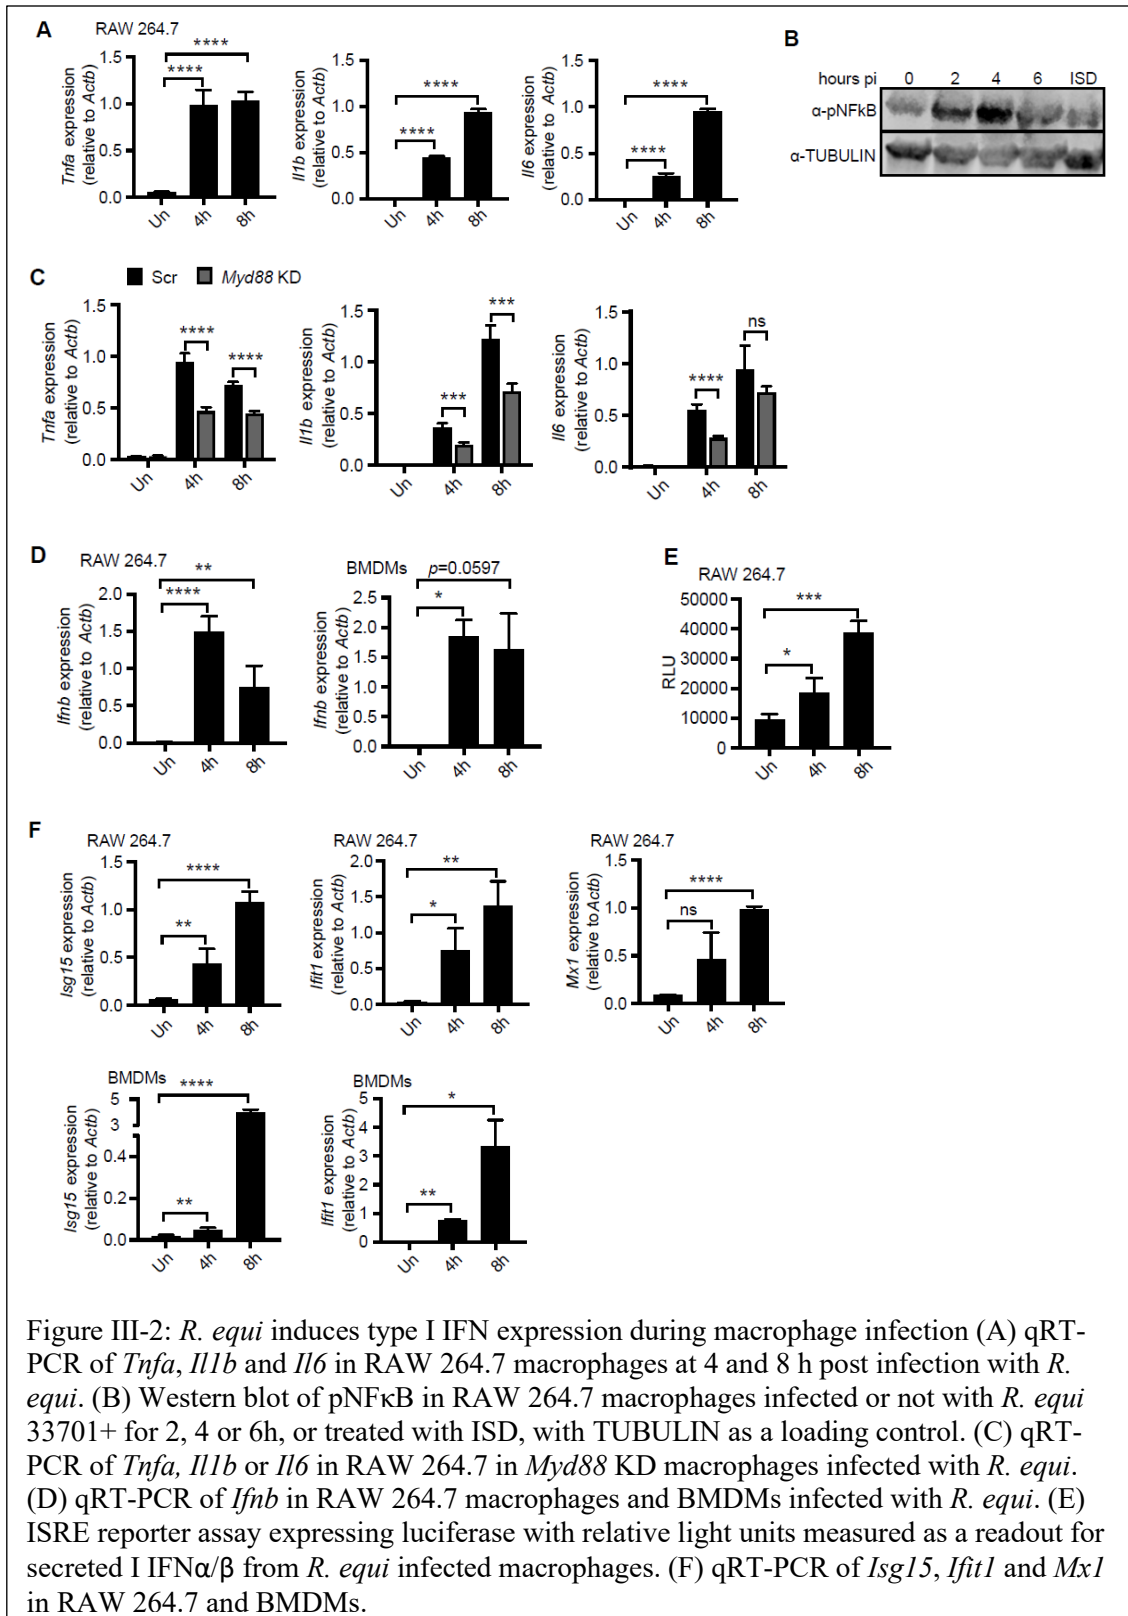 A RAW 264.7
Tnfa expression
(relative to Actb)
1.5
1.0
0.5
0.0
****
****
Un 4h 8h
Il1b expression
(relative to Actb)
1.5
1.0
0.5
0.0
****
****
Un 4h 8h
Il6 expression
(relative to Actb)
1.5
1.0
0.5
0.0
****
****
Un 4h 8h
B
hours pi 0 2 4 6 ISD
α-pNFkB
α-TUBULIN
C Scr Myd88 KD
Tnfa expression
(relative to Actb)
1.5
1.0
0.5
0.0
****
****
Un 4h 8h
Il1b expression
(relative to Actb)
1.5
1.0
0.5
0.0
***
***
Un 4h 8h
Il6 expression
(relative to Actb)
1.5
1.0
0.5
0.0
ns
****
Un 4h 8h
D RAW 264.7
Ifnb expression
(relative to Actb)
2.0
1.5
1.0
0.5
0.0
**
****
Un 4h 8h
BMDMs p=0.0597
Ifnb expression
(relative to Actb)
2.5
2.0
1.5
1.0
0.5
0.0
*
Un 4h 8h
E RAW 264.7
RLU
50000
40000
30000
20000
10000
0
***
*
Un 4h 8h
F RAW 264.7
Isg15 expression
(relative to Actb)
1.5
1.0
0.5
0.0
****
**
Un 4h 8h
RAW 264.7
Ifit1 expression
(relative to Actb)
2.0
1.5
1.0
0.5
0.0
**
*
Un 4h 8h
RAW 264.7
Mx1 expression
(relative to Actb)
1.5
1.0
0.5
0.0
****
ns
Un 4h 8h
BMDMs
Isg15 expression
(relative to Actb)
5
3
0.4
0.2
0.0
****
**
Un 4h 8h
BMDMs
Ifit1 expression
(relative to Actb)
5
4
3
2
1
0
*
**
Un 4h 8h
Figure III-2: R. equi induces type I IFN expression during macrophage infection (A) qRT-
PCR of Tnfa, Il1b and Il6 in RAW 264.7 macrophages at 4 and 8 h post infection with R.
equi. (B) Western blot of pNFκB in RAW 264.7 macrophages infected or not with R. equi
33701+ for 2, 4 or 6h, or treated with ISD, with TUBULIN as a loading control. (C) qRT-
PCR of Tnfa, Il1b or Il6 in RAW 264.7 in Myd88 KD macrophages infected with R. equi.
(D) qRT-PCR of Ifnb in RAW 264.7 macrophages and BMDMs infected with R. equi. (E)
ISRE reporter assay expressing luciferase with relative light units measured as a readout for
secreted I IFNα/β from R. equi infected macrophages. (F) qRT-PCR of Isg15, Ifit1 and Mx1
in RAW 264.7 and BMDMs.